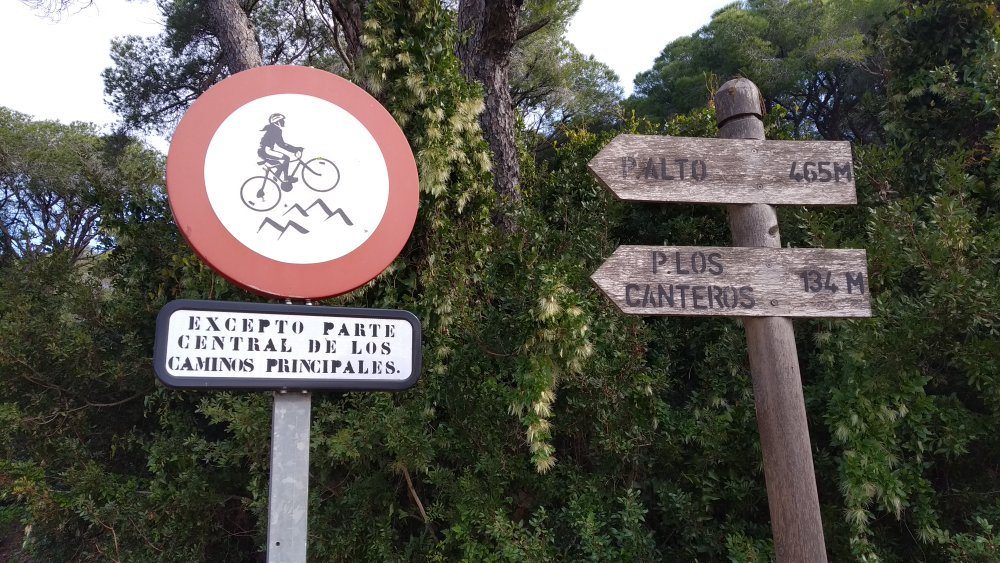 EXCEPTO PARTE
CENTRAL DE LOS
CAMINOS PRINCIPALES.
P.ALTO 465M
P.LOS
CANTEROS 134 M